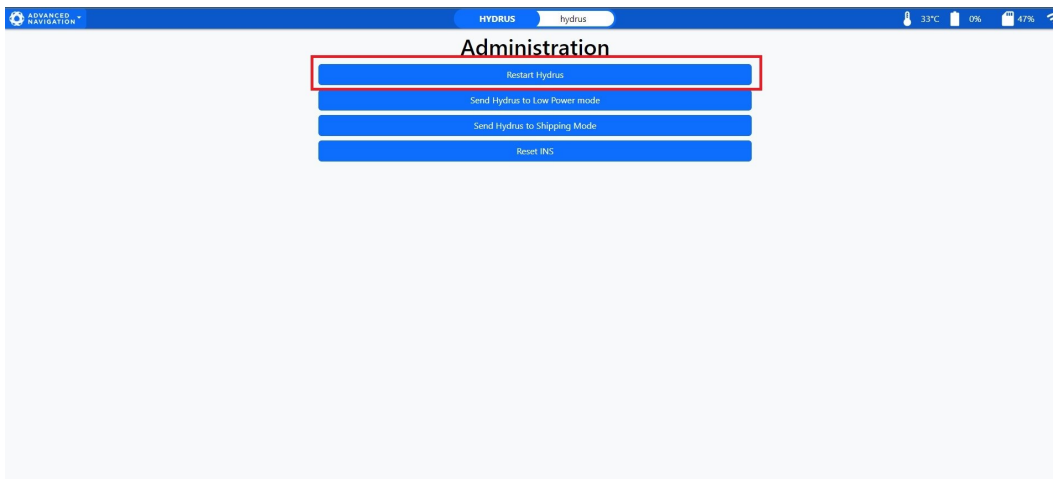 ADVANCED
NAVIGATION
HYDRUS hydrus
33°C 0% 47%
Administration
Restart Hydrus
Send Hydrus to Low Power mode
Send Hydrus to Shipping Mode
Reset INS